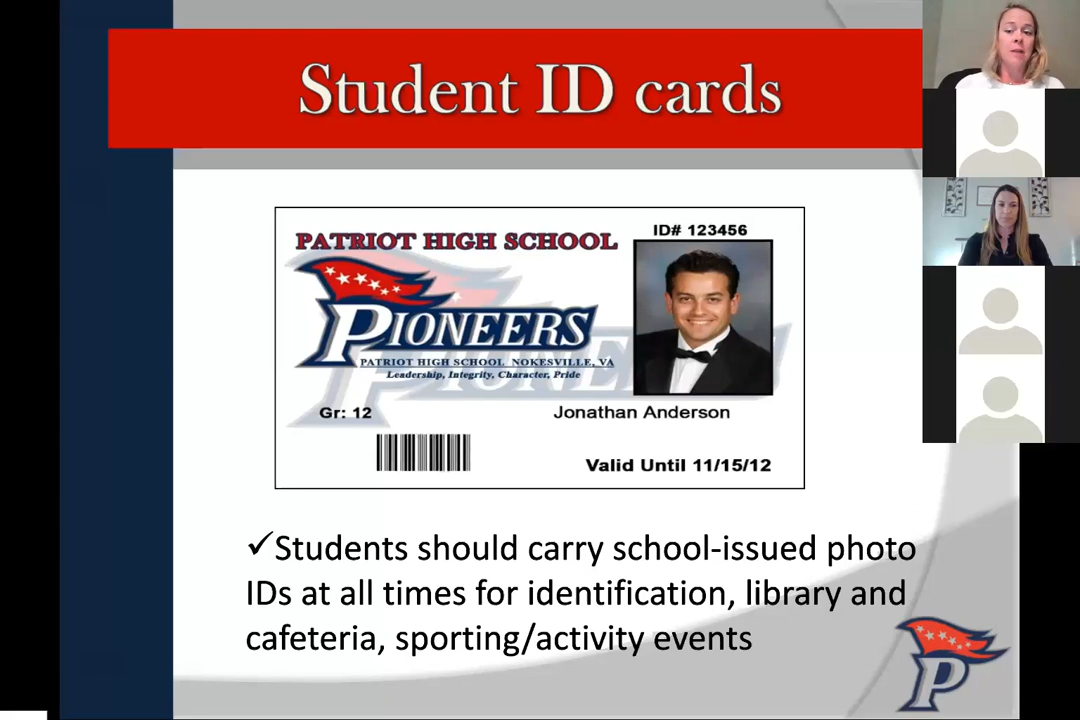 Student ID cards
PATRIOT HIGH SCHOOL
ID# 123456
PIONEERS
PATRIOT HIGH SCHOOL NOKESVILLE, VA
Leadership, Integrity, Character, Pride
Gr: 12
Jonathan Anderson
Valid Until 11/15/12
✓Students should carry school-issued photo
IDs at all times for identification, library and
cafeteria, sporting/activity events
P